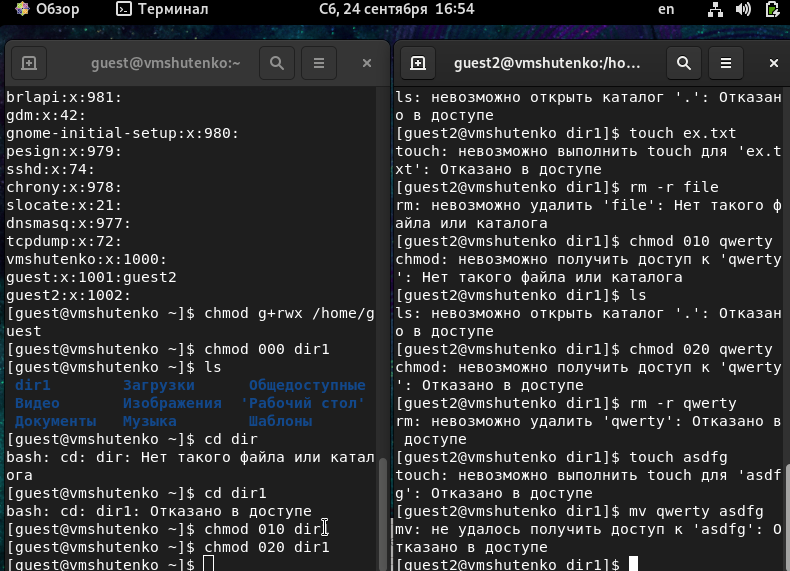 Обзор Терминал Сб, 24 сентября 16:54 en
guest@vmshutenko:~
brlapi:x:981:
gdm:x:42:
gnome-initial-setup:x:980:
pesign:x:979:
sshd:x:74:
chrony:x:978:
slocate:x:21:
dnsmasq:x:977:
tcpdump:x:72:
vmshutenko:x:1000:
guest:x:1001:guest2
guest2:x:1002:
[guest@vmshutenko ~]$ chmod g+rwx /home/g
uest
[guest@vmshutenko ~]$ chmod 000 dir1
[guest@vmshutenko ~]$ ls
dir1 Загрузки Общедоступные
Видео Изображения 'Рабочий стол'
Документы Музыка Шаблоны
[guest@vmshutenko ~]$ cd dir
bash: cd: dir: Нет такого файла или катал
ога
[guest@vmshutenko ~]$ cd dir1
bash: cd: dir1: Отказано в доступе
[guest@vmshutenko ~]$ chmod 010 dir1
[guest@vmshutenko ~]$ chmod 020 dir1
[guest@vmshutenko ~]$
guest2@vmshutenko:/ho...
ls: невозможно открыть каталог '.': Отказан
о в доступе
[guest2@vmshutenko dir1]$ touch ex.txt
touch: невозможно выполнить touch для 'ex.t
xt': Отказано в доступе
[guest2@vmshutenko dir1]$ rm -r file
rm: невозможно удалить 'file': Нет такого ф
айла или каталога
[guest2@vmshutenko dir1]$ chmod 010 qwerty
chmod: невозможно получить доступ к 'qwerty
': Нет такого файла или каталога
[guest2@vmshutenko dir1]$ ls
ls: невозможно открыть каталог '.': Отказан
о в доступе
[guest2@vmshutenko dir1]$ chmod 020 qwerty
chmod: невозможно получить доступ к 'qwerty
': Отказано в доступе
[guest2@vmshutenko dir1]$ rm -r qwerty
rm: невозможно удалить 'qwerty': Отказано в
доступе
[guest2@vmshutenko dir1]$ touch asdfg
touch: невозможно выполнить touch для 'asdf
g': Отказано в доступе
[guest2@vmshutenko dir1]$ mv qwerty asdfg
mv: не удалось получить доступ к 'asdfg': О
тказано в доступе
[guest2@vmshutenko dir1]$